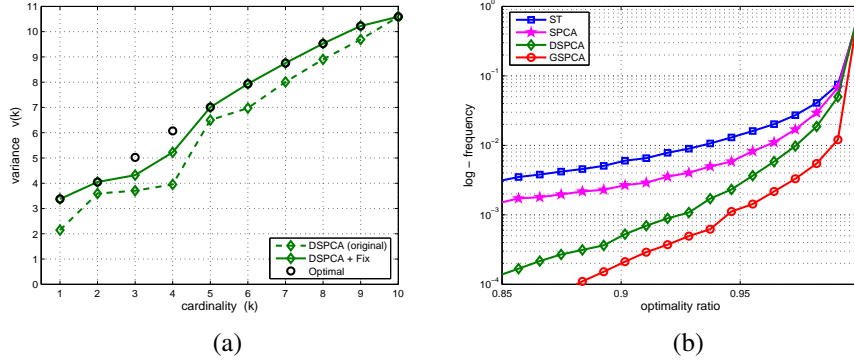 11
10
9
8
7
6
5
4
3
2
1
0
variance v(k)
1 2 3 4 5 6 7 8 9 10
cardinality (k)
DSPCA (original)
DSPCA + Fix
Optimal
(a)
10^0
10^-1
10^-2
10^-3
10^-4
log − frequency
0.85 0.9 0.95
optimality ratio
ST
SPCA
DSPCA
GSPCA
(b)